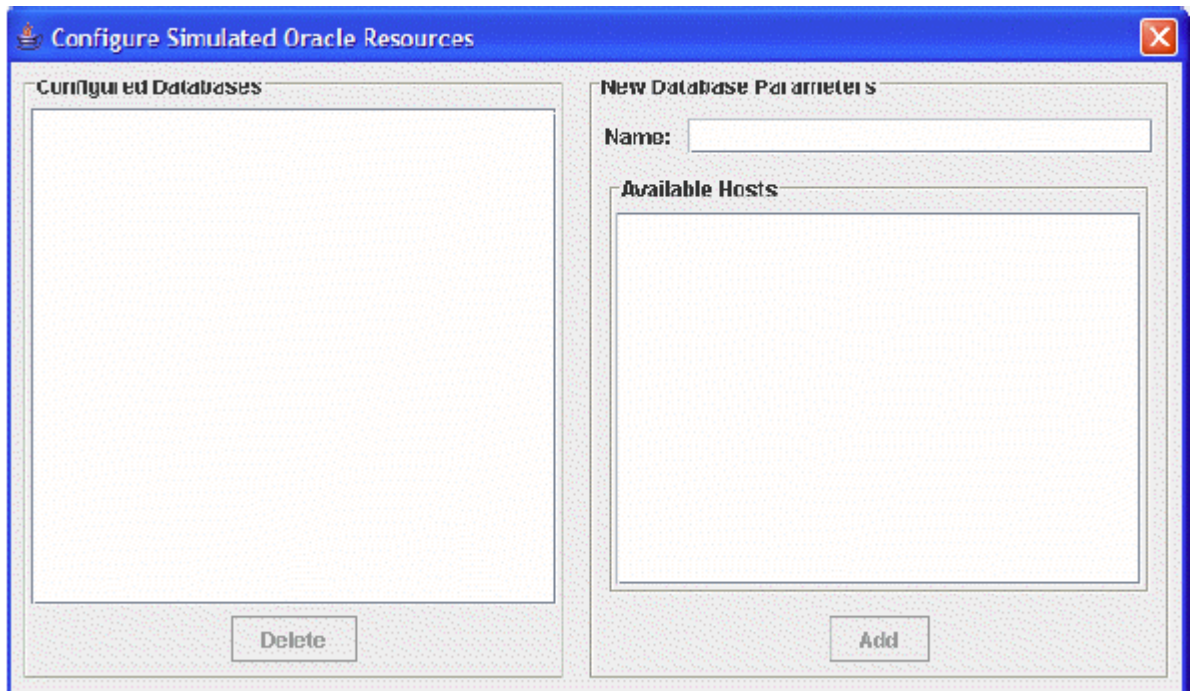 Configure Simulated Oracle Resources
Configured Databases
New Database Parameters
Name:
Available Hosts
Delete
Add